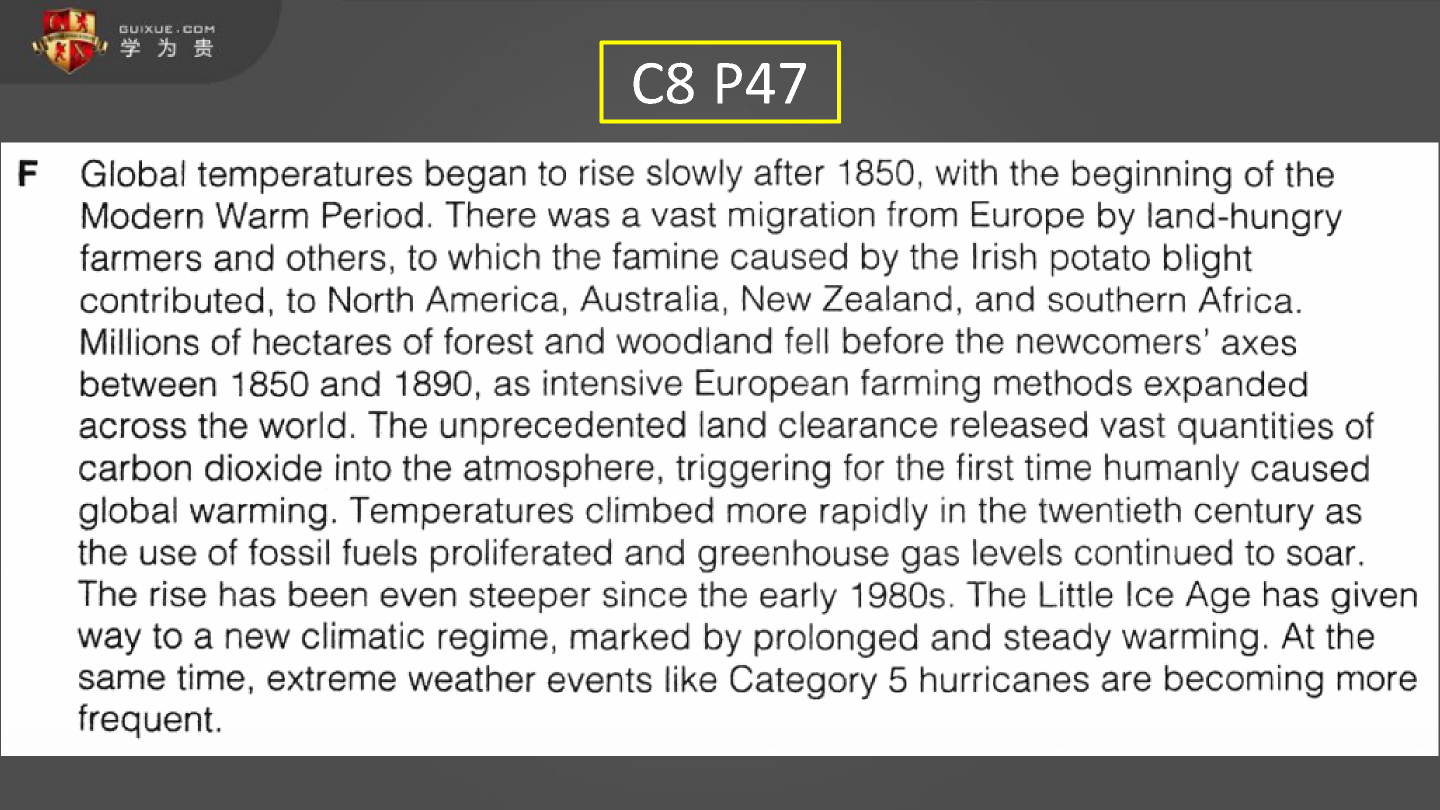 GUIXUE.COM
学为贵
C8 P47
F Global temperatures began to rise slowly after 1850, with the beginning of the
Modern Warm Period. There was a vast migration from Europe by land-hungry
farmers and others, to which the famine caused by the Irish potato blight
contributed, to North America, Australia, New Zealand, and southern Africa.
Millions of hectares of forest and woodland fell before the newcomers’ axes
between 1850 and 1890, as intensive European farming methods expanded
across the world. The unprecedented land clearance released vast quantities of
carbon dioxide into the atmosphere, triggering for the first time humanly caused
global warming. Temperatures climbed more rapidly in the twentieth century as
the use of fossil fuels proliferated and greenhouse gas levels continued to soar.
The rise has been even steeper since the early 1980s. The Little Ice Age has given
way to a new climatic regime, marked by prolonged and steady warming. At the
same time, extreme weather events like Category 5 hurricanes are becoming more
frequent.